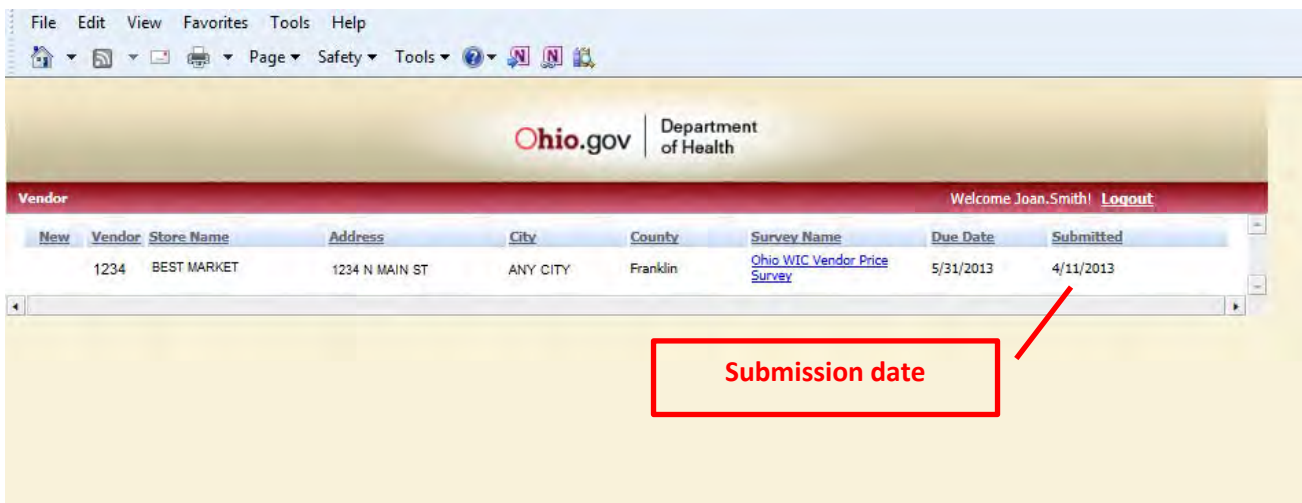 File Edit View Favorites Tools Help
Page Safety Tools
Ohio.gov Department
of Health
Vendor Welcome Joan.Smith! Logout
New Vendor Store Name Address City County Survey Name Due Date Submitted
1234 BEST MARKET 1234 N MAIN ST ANY CITY Franklin Ohio WIC Vendor Price 5/31/2013 4/11/2013
Survey
Submission date